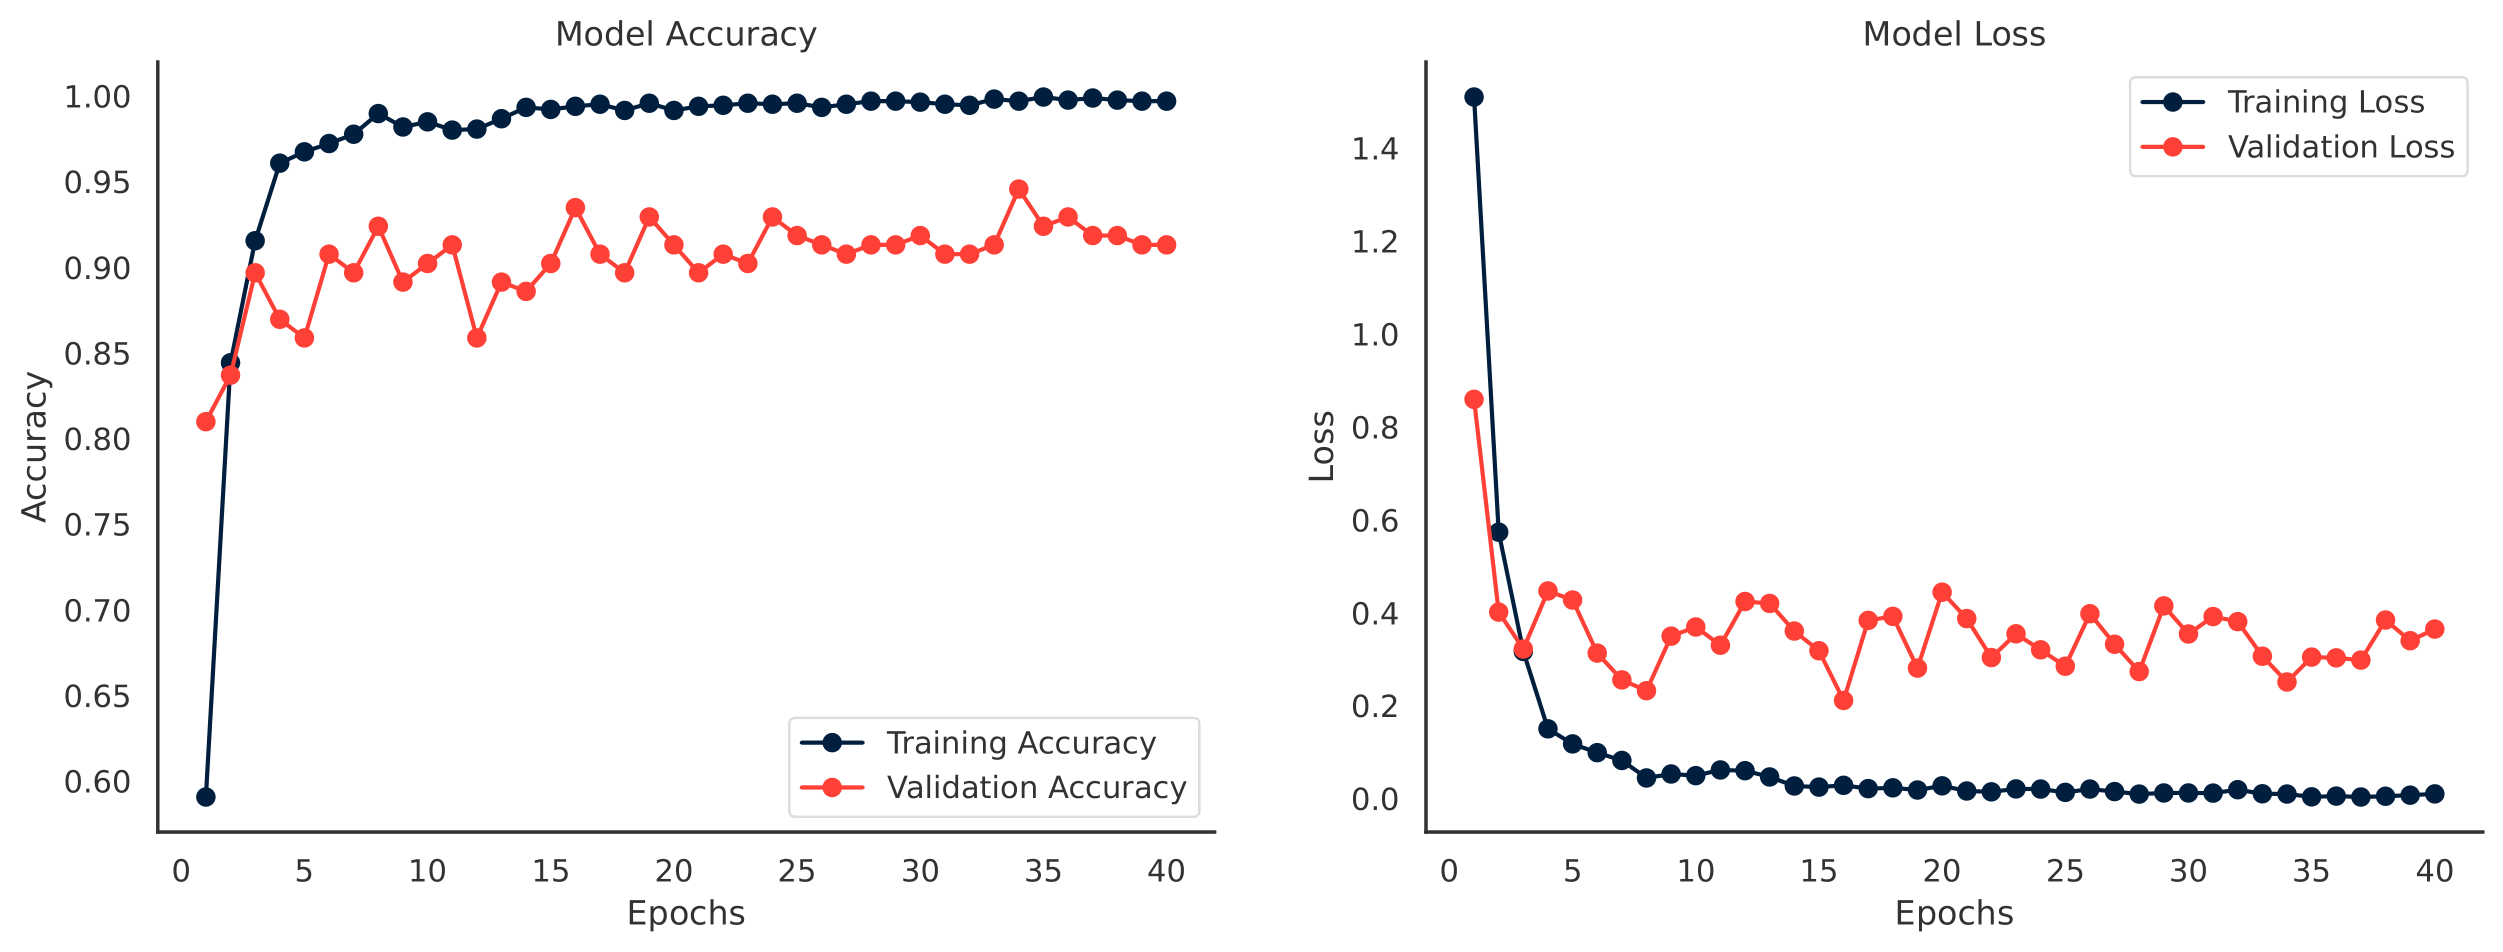 Model Accuracy
Accuracy
1.00
0.95
0.90
0.85
0.80
0.75
0.70
0.65
0.60
Training Accuracy
Validation Accuracy
0 5 10 15 20 25 30 35 40
Epochs
Model Loss
Loss
1.4
1.2
1.0
0.8
0.6
0.4
0.2
0.0
Training Loss
Validation Loss
0 5 10 15 20 25 30 35 40
Epochs